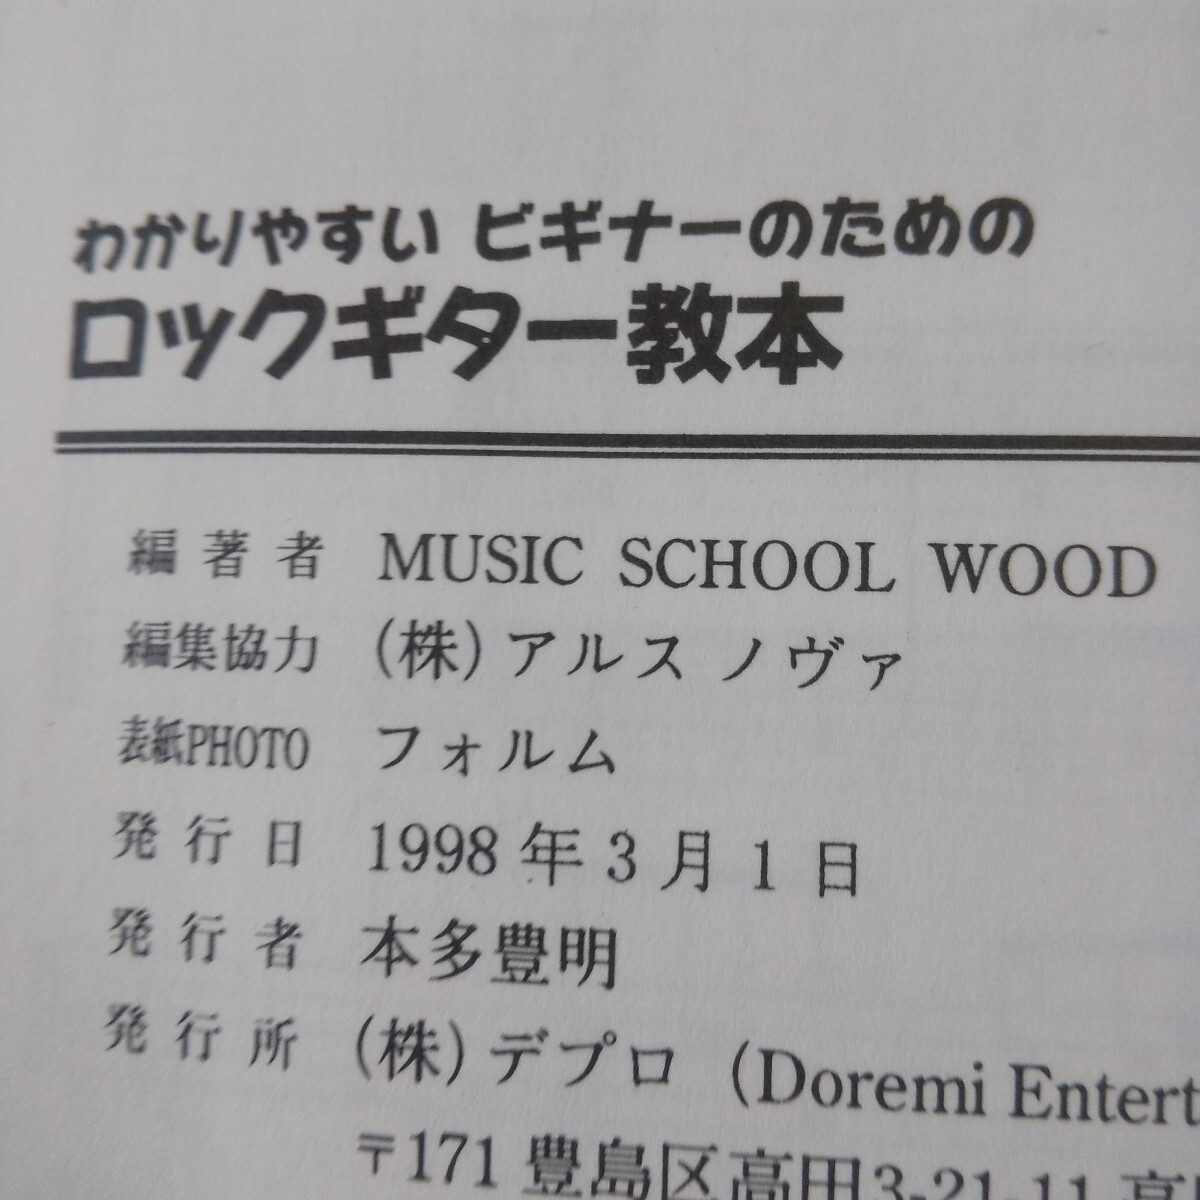 わかりやすい ビギナーのための
ロックギター教本
編著者 MUSIC SCHOOL WOOD
編集協力 (株) アルス ノヴァ
表紙PHOTO フォルム
発行日 1998年3月1日
発行者 本多豊明
発行所 (株) デプロ (Doremi Entert
〒171 豊島区高田3-21-11